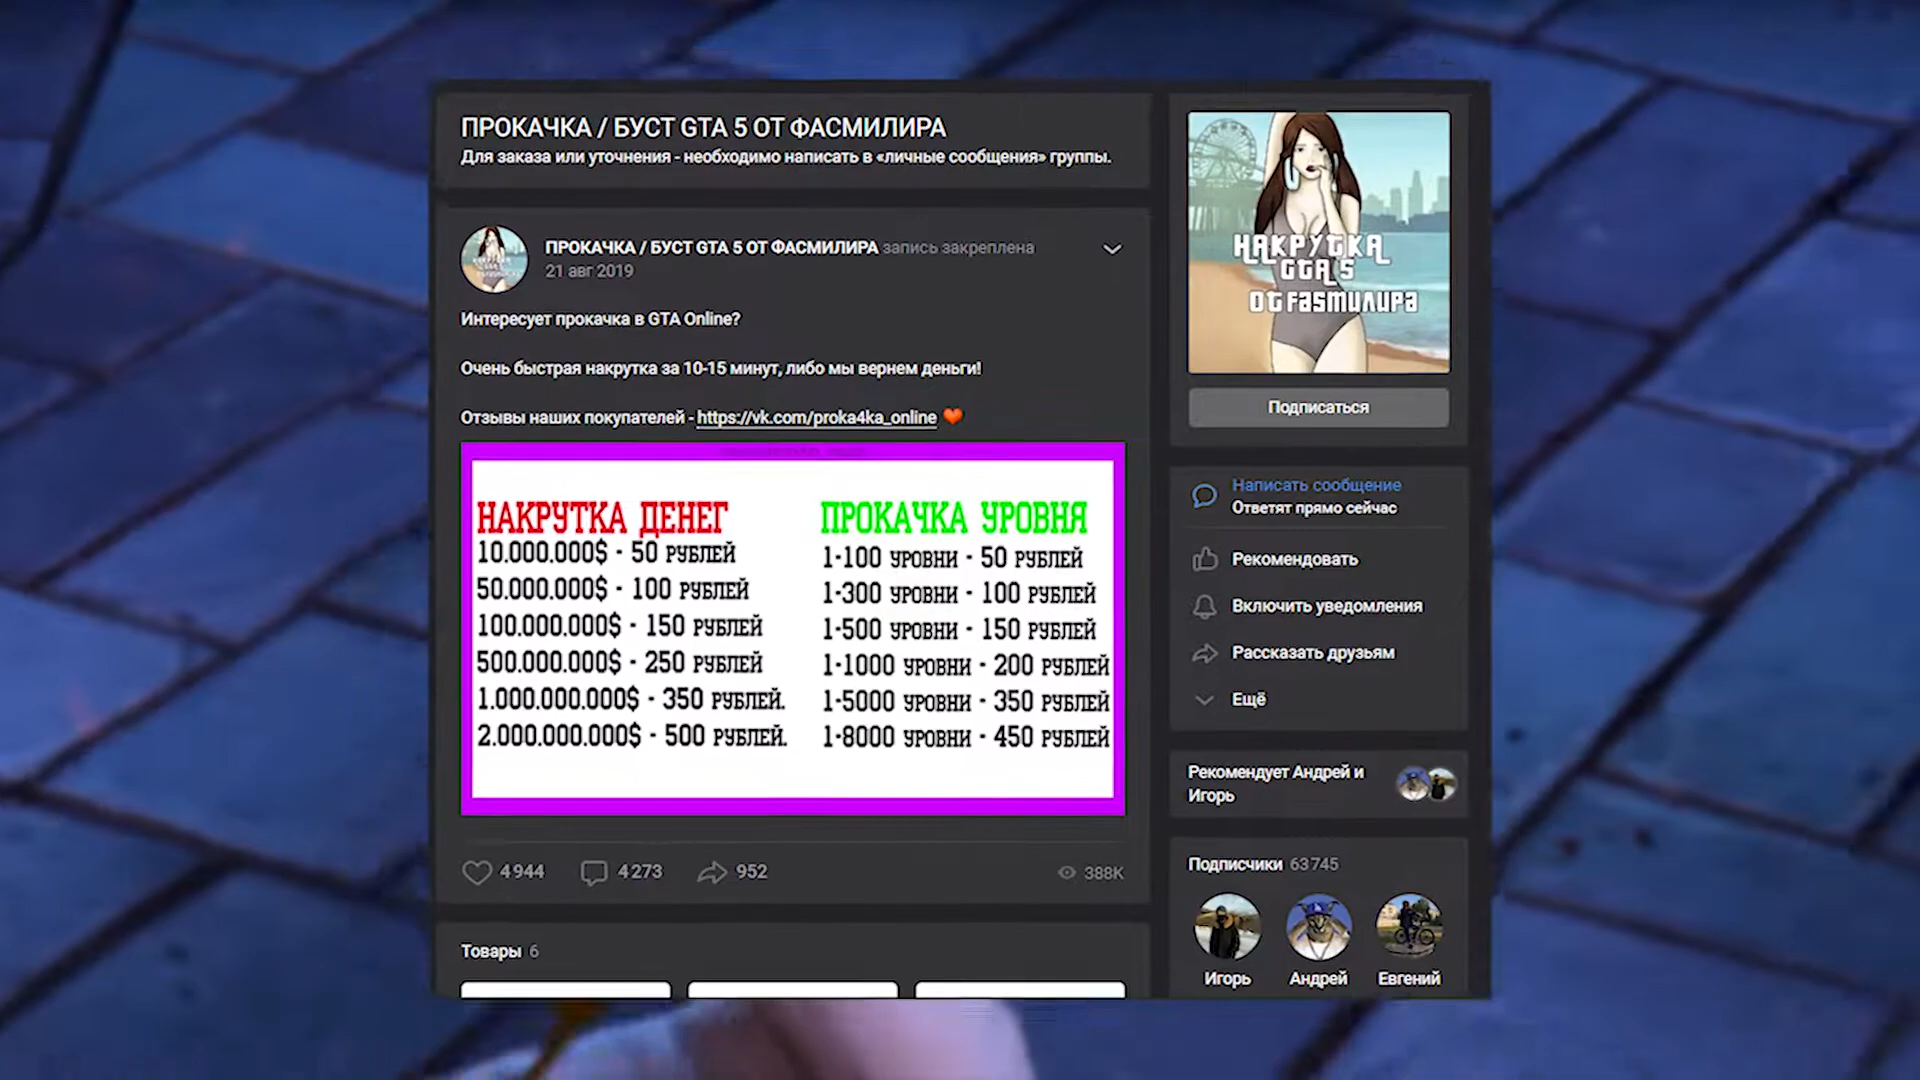 ПРОКАЧКА / БУСТ GTA 5 ОТ ФАСМИЛИРА
Для заказа или уточнения - необходимо написать в «личные сообщения» группы.
ПРОКАЧКА / БУСТ GTA 5 ОТ ФАСМИЛИРА запись закреплена
21 авг 2019
Интересует прокачка в GTA Online?
Очень быстрая накрутка за 10-15 минут, либо мы вернем деньги!
Отзывы наших покупателей - https://vk.com/proka4ka_online ❤
НАКРУТКА ДЕНЕГ
10.000.000$ - 50 РУБЛЕЙ
50.000.000$ - 100 РУБЛЕЙ
100.000.000$ - 150 РУБЛЕЙ
500.000.000$ - 250 РУБЛЕЙ
1.000.000.000$ - 350 РУБЛЕЙ.
2.000.000.000$ - 500 РУБЛЕЙ.
ПРОКАЧКА УРОВНЯ
1-100 УРОВНИ - 50 РУБЛЕЙ
1-300 УРОВНИ - 100 РУБЛЕЙ
1-500 УРОВНИ - 150 РУБЛЕЙ
1-1000 УРОВНИ - 200 РУБЛЕЙ
1-5000 УРОВНИ - 350 РУБЛЕЙ
1-8000 УРОВНИ - 450 РУБЛЕЙ
4944 4273 952 388K
Товары 6
НАКРУТКА
GTA 5
ОТ FASМИЛИРА
Подписаться
Написать сообщение
Ответят прямо сейчас
Рекомендовать
Включить уведомления
Рассказать друзьям
Ещё
Рекомендует Андрей и
Игорь
Подписчики 63745
Игорь Андрей Евгений